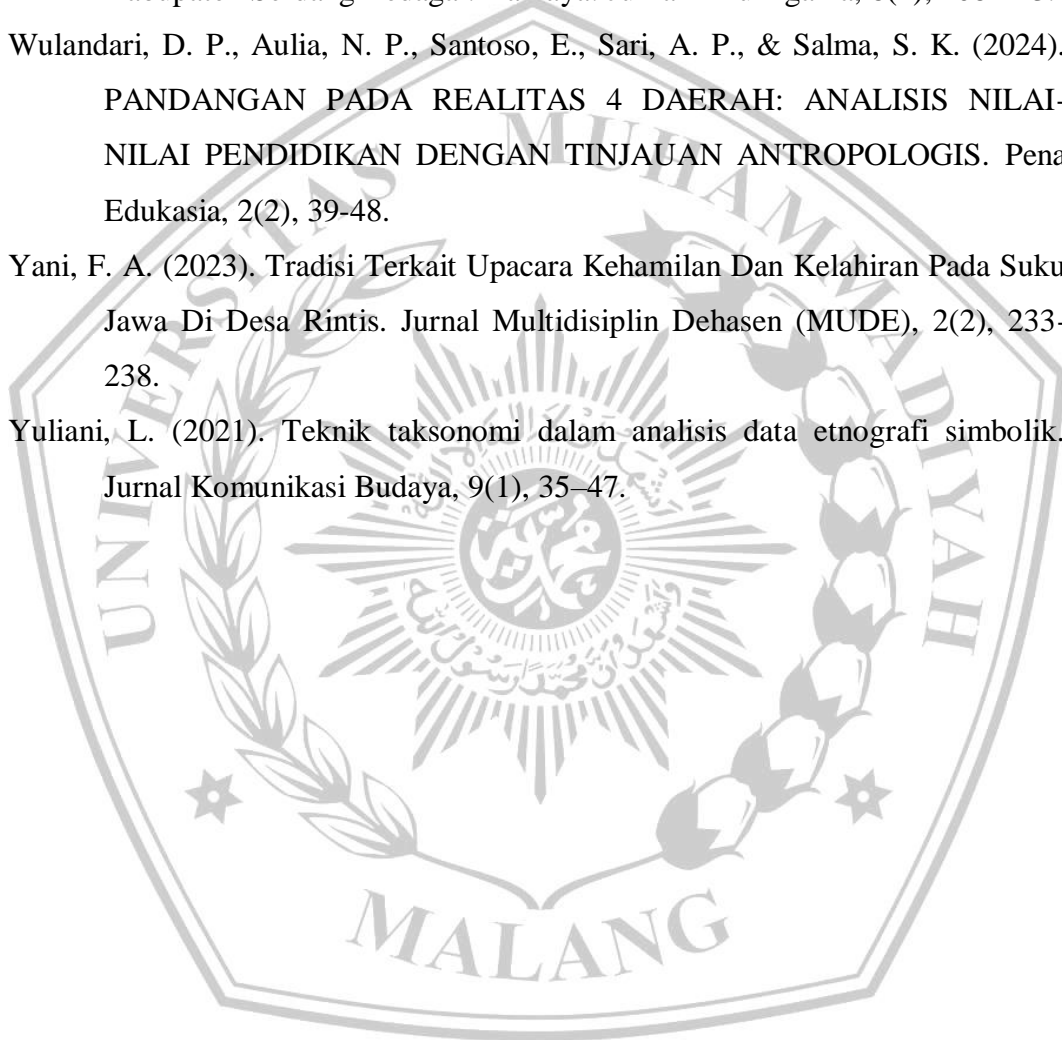 Wulandari, D. P., Aulia, N. P., Santoso, E., Sari, A. P., & Salma, S. K. (2024).
PANDANGAN PADA REALITAS 4 DAERAH: ANALISIS NILAI-
NILAI PENDIDIKAN DENGAN TINJAUAN ANTROPOLOGIS. Pena
Edukasia, 2(2), 39-48.
Yani, F. A. (2023). Tradisi Terkait Upacara Kehamilan Dan Kelahiran Pada Suku
Jawa Di Desa Rintis. Jurnal Multidisiplin Dehasen (MUDE), 2(2), 233-
238.
Yuliani, L. (2021). Teknik taksonomi dalam analisis data etnografi simbolik.
Jurnal Komunikasi Budaya, 9(1), 35–47.
UNIVERSITAS MUHAMMADIYAH
MALANG